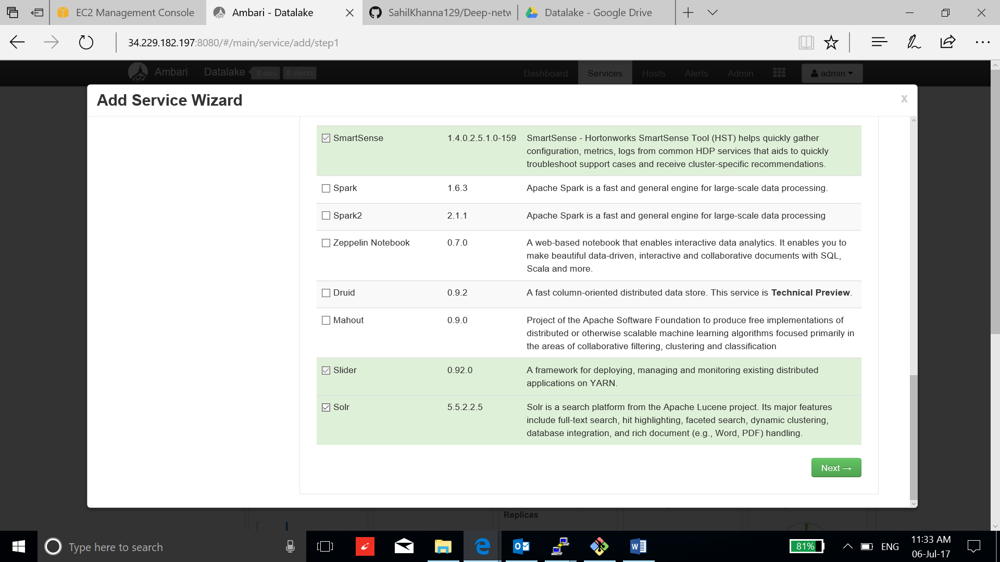 EC2 Management Console
Ambari - Datalake
SahilKhanna129/Deep-netw
Datalake - Google Drive
34.229.182.197:8080/#/main/service/add/step1
Ambari
Datalake
0 ops
0 alerts
Dashboard
Services
Hosts
Alerts
Admin
admin
Add Service Wizard
x
SmartSense 1.4.0.2.5.1.0-159 SmartSense - Hortonworks SmartSense Tool (HST) helps quickly gather
configuration, metrics, logs from common HDP services that aids to quickly
troubleshoot support cases and receive cluster-specific recommendations.
Spark 1.6.3 Apache Spark is a fast and general engine for large-scale data processing.
Spark2 2.1.1 Apache Spark is a fast and general engine for large-scale data processing
Zeppelin Notebook 0.7.0 A web-based notebook that enables interactive data analytics. It enables you to
make beautiful data-driven, interactive and collaborative documents with SQL,
Scala and more.
Druid 0.9.2 A fast column-oriented distributed data store. This service is Technical Preview.
Mahout 0.9.0 Project of the Apache Software Foundation to produce free implementations of
distributed or otherwise scalable machine learning algorithms focused primarily in
the areas of collaborative filtering, clustering and classification
Slider 0.92.0 A framework for deploying, managing and monitoring existing distributed
applications on YARN.
Solr 5.5.2.2.5 Solr is a search platform from the Apache Lucene project. Its major features
include full-text search, hit highlighting, faceted search, dynamic clustering,
database integration, and rich document (e.g., Word, PDF) handling.
Next →
Replicas
Type here to search
81%
ENG
11:33 AM
06-Jul-17